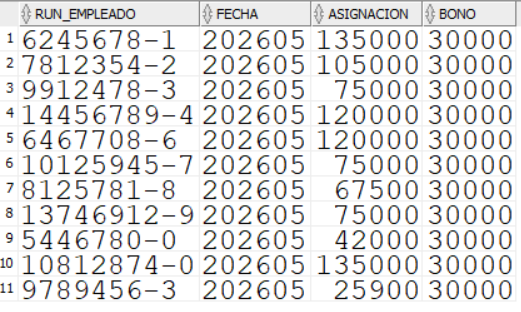 RUN_EMPLEADO FECHA ASIGNACION BONO
1 6245678-1 202605 135000 30000
2 7812354-2 202605 105000 30000
3 9912478-3 202605 75000 30000
4 14456789-4 202605 120000 30000
5 6467708-6 202605 120000 30000
6 10125945-7 202605 75000 30000
7 8125781-8 202605 67500 30000
8 13746912-9 202605 75000 30000
9 5446780-0 202605 42000 30000
10 10812874-0 202605 135000 30000
11 9789456-3 202605 25900 30000